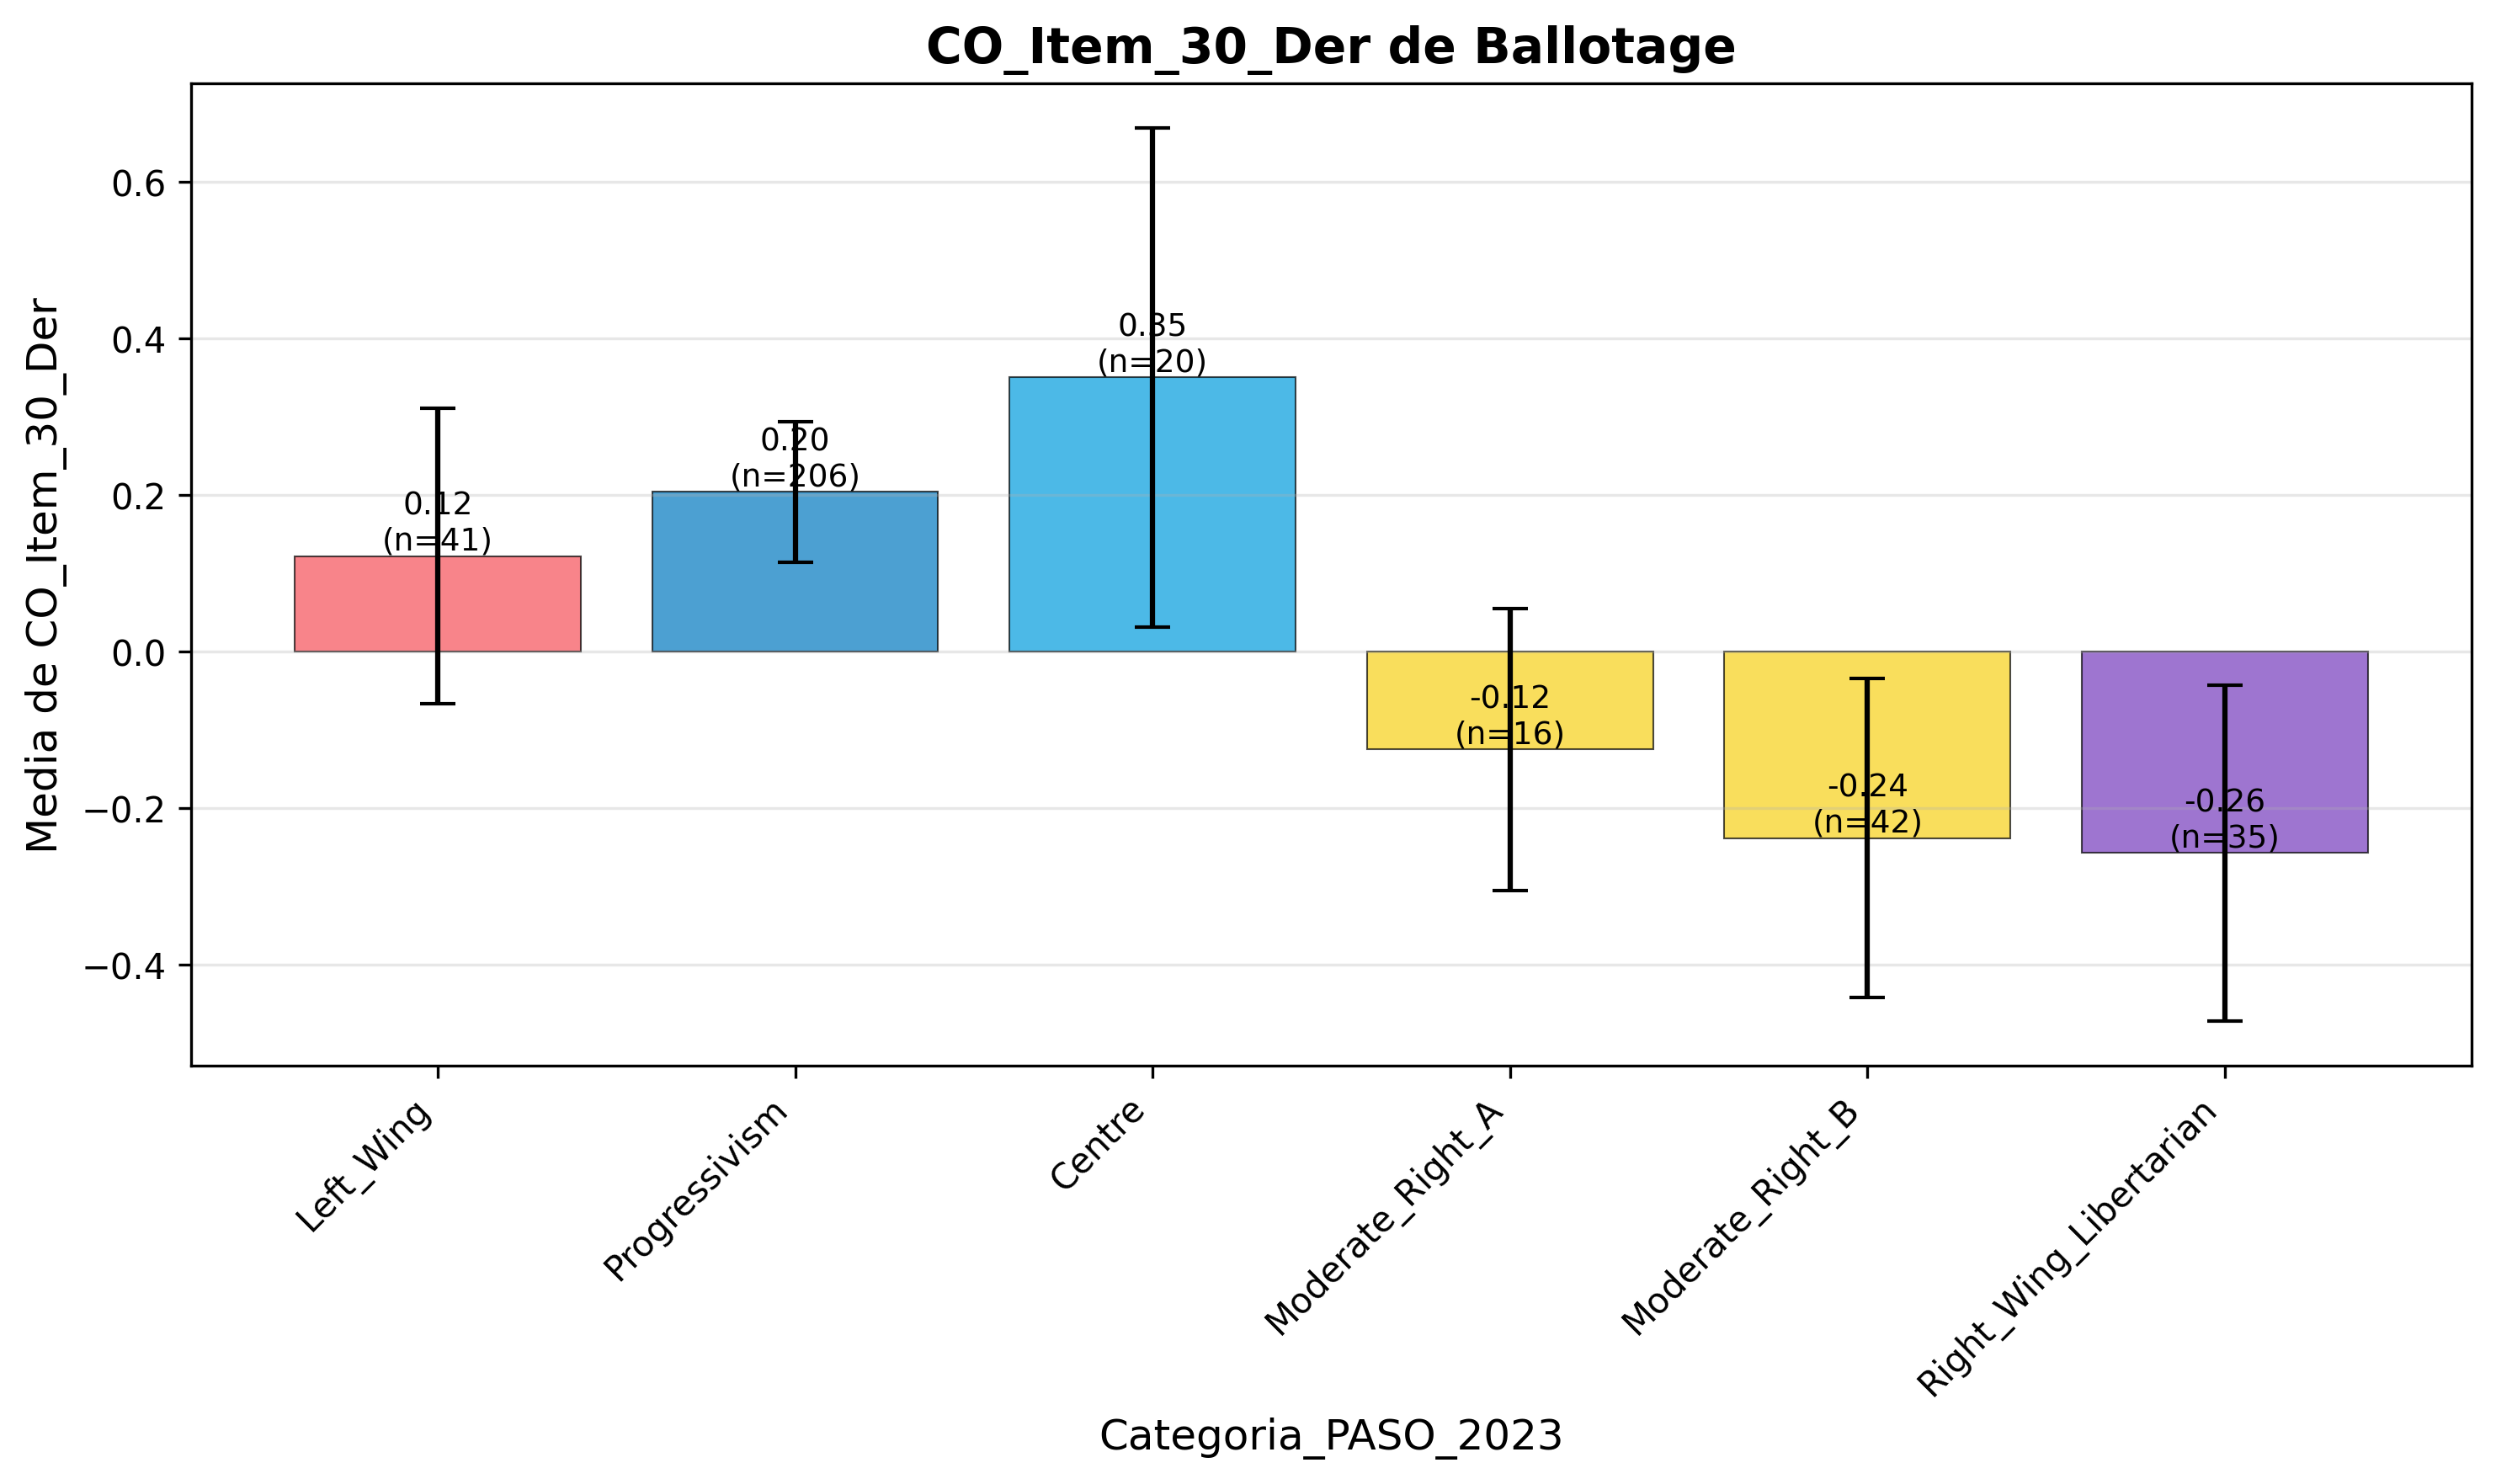 CO_Item_30_Der de Ballotage
Media de CO_Item_30_Der
0.6
0.4
0.2
0.0
−0.2
−0.4
0.12
(n=41)
0.20
(n=206)
0.35
(n=20)
-0.12
(n=16)
-0.24
(n=42)
-0.26
(n=35)
Left_Wing
Progressivism
Centre
Moderate_Right_A
Moderate_Right_B
Right_Wing_Libertarian
Categoria_PASO_2023